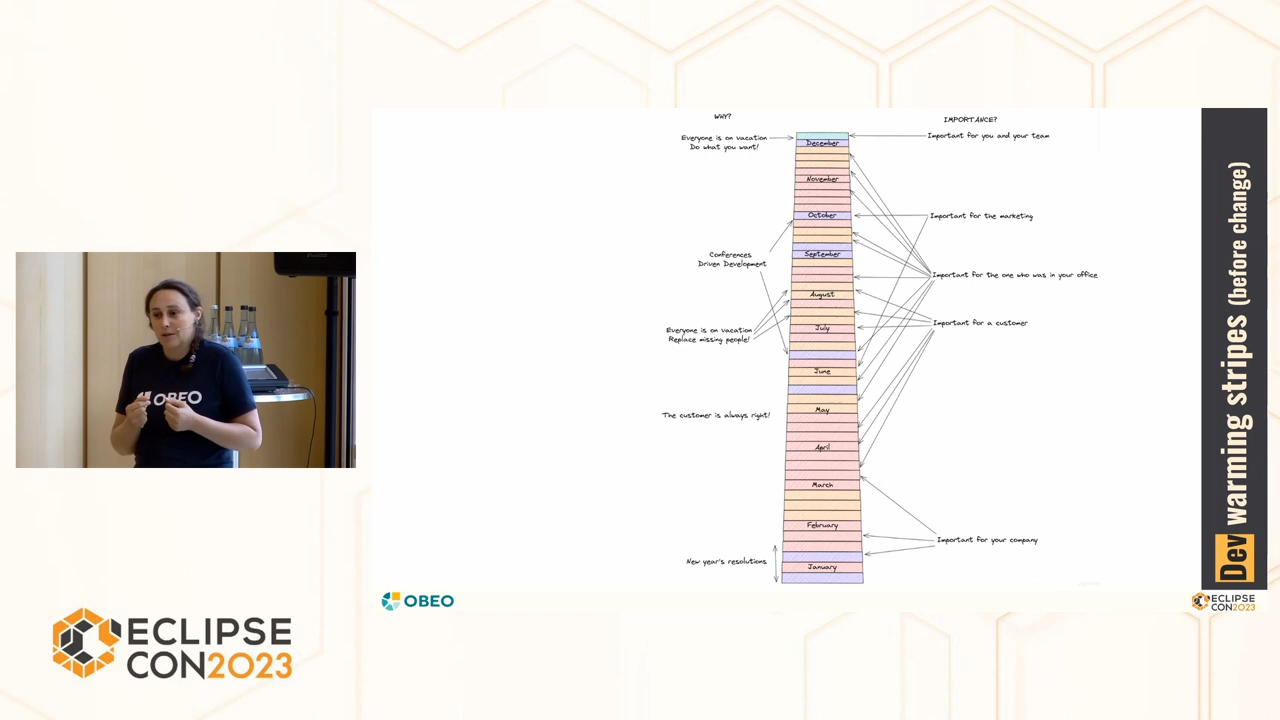 WHY?
IMPORTANCE?
Everyone is on vacation
Do what you want!
Important for you and your team
December
November
October
Important for the marketing
Conferences
Driven Development
September
Important for the one who was in your office
August
Everyone is on vacation
Replace missing people!
July
Important for a customer
June
The customer is always right!
May
April
March
February
New year's resolutions
January
Important for your company
Dev warming stripes (before change)
OBEO
OBEO
ECLIPSE
CON2023
ECLIPSE
CON2023